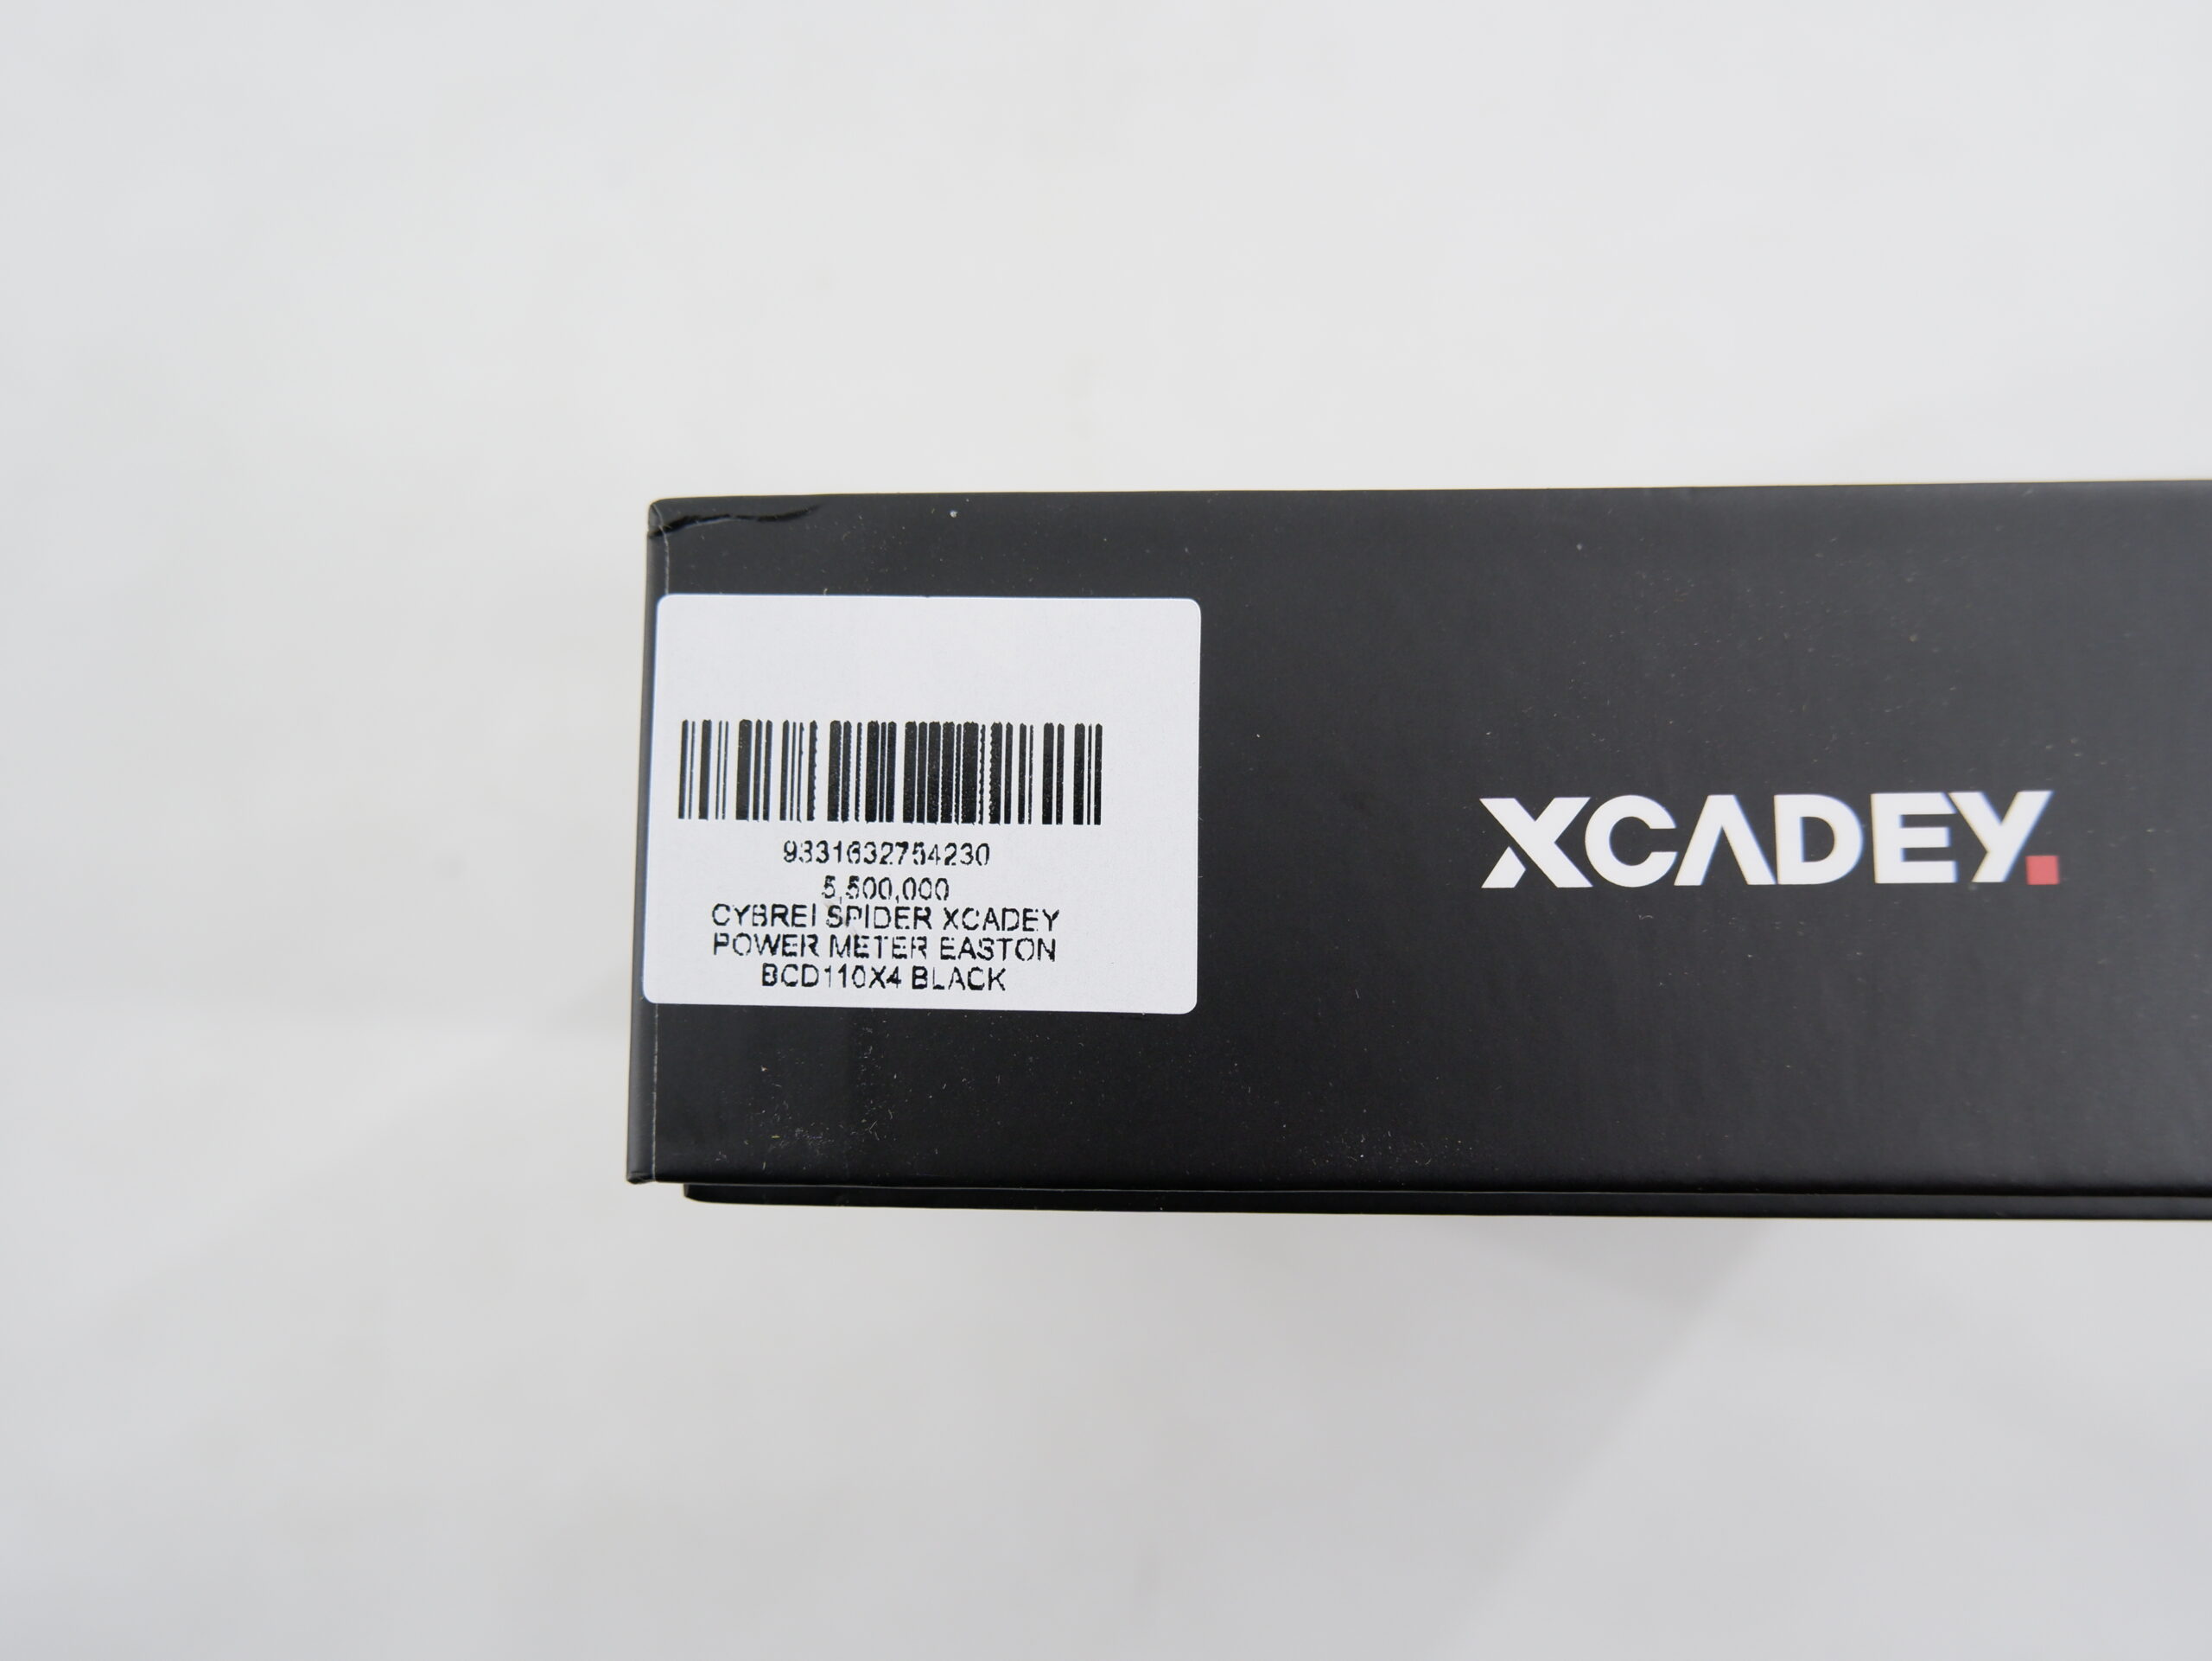 9331632754230
5,500,000
CYBREI SPIDER XCADEY
POWER METER EASTON
BCD110X4 BLACK
XCADEY.